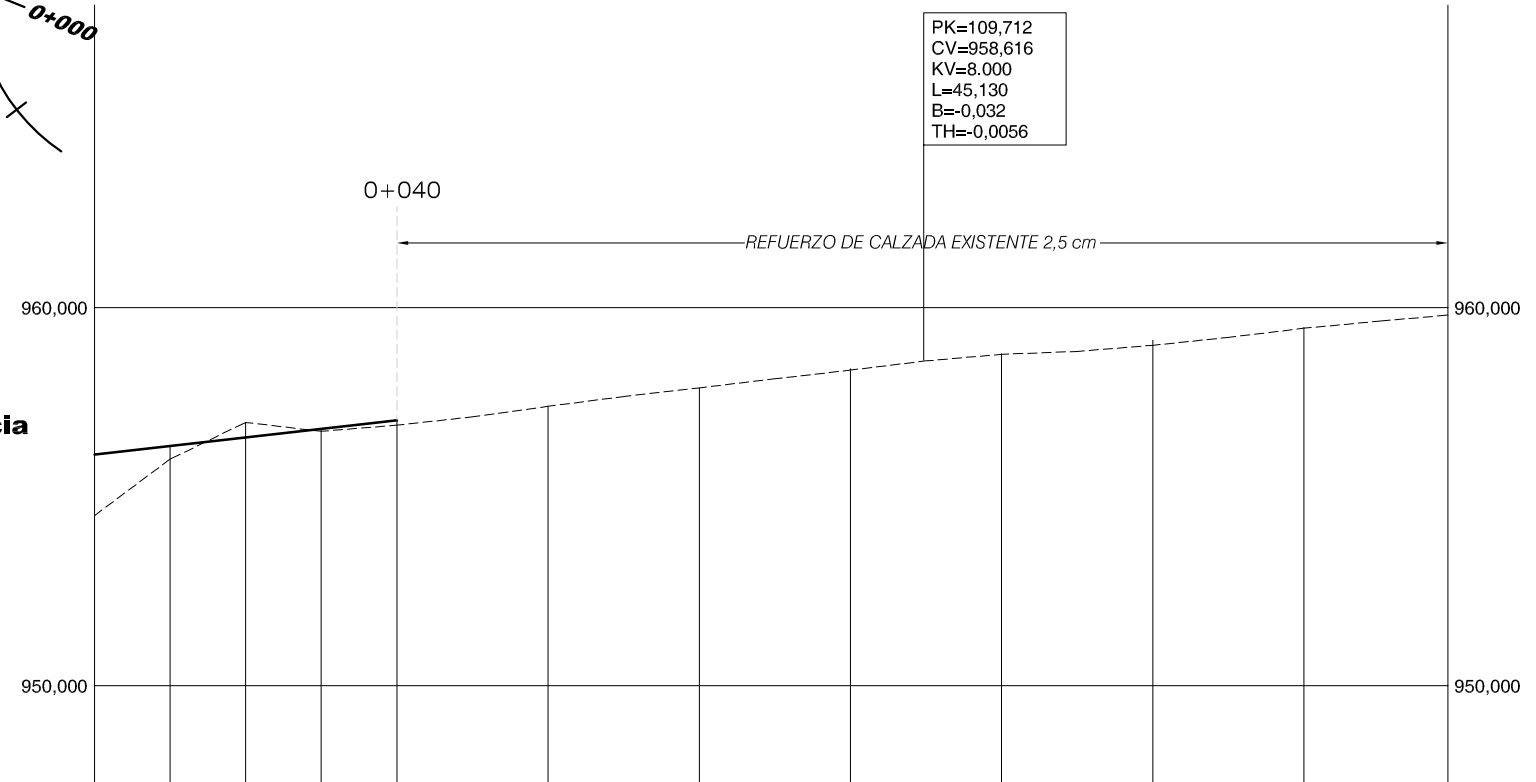 0+000
PK=109,712
CV=958,616
KV=8.000
L=45,130
B=-0,032
TH=-0,0056
0+040
REFUERZO DE CALZADA EXISTENTE 2,5 cm
960,000
960,000
cia
950,000
950,000